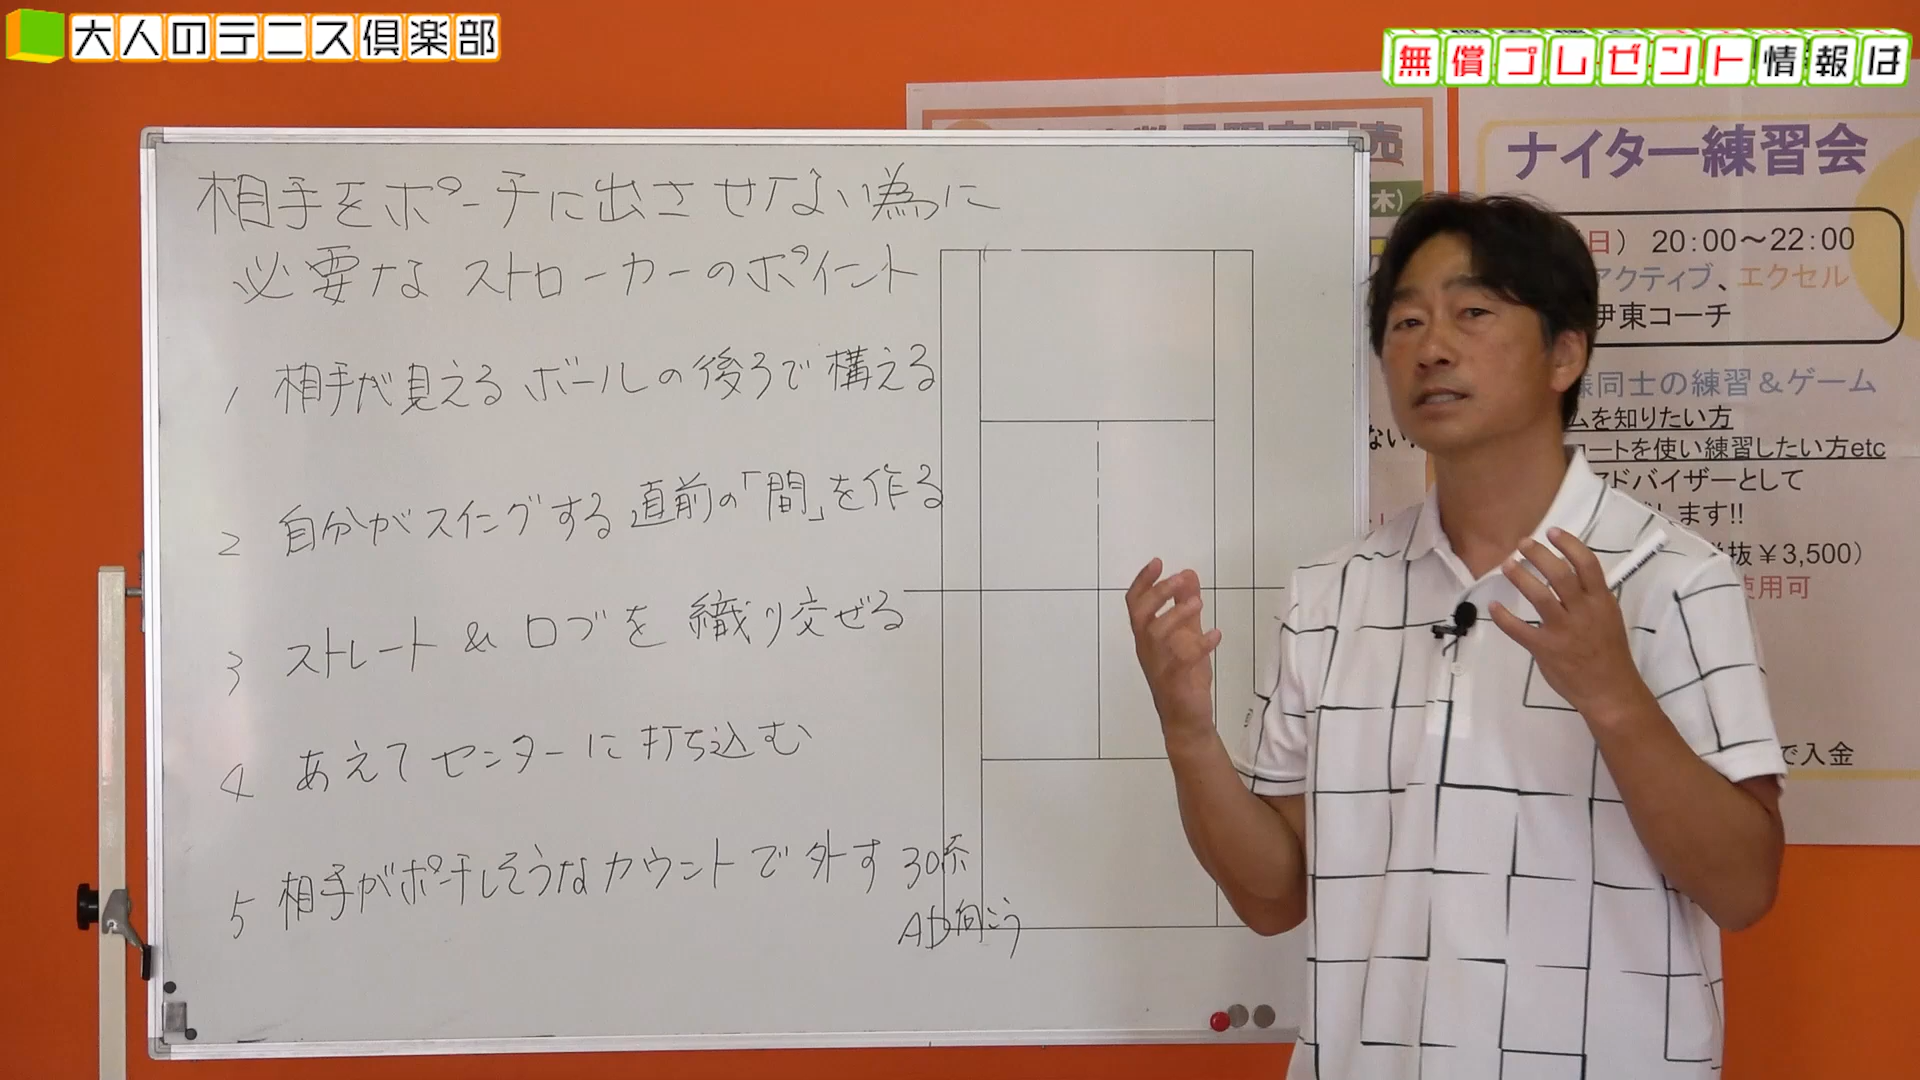 大人のテニス倶楽部
無償プレゼント情報は
相手をポーチに出させない為に
必要なストローカーのポイント
1 相手が見えるボールの後ろで構える
2 自分がスイングする直前の「間」を作る
3 ストレート & ロブを織り交ぜる
4 あえてセンターに打ち込む
5 相手がポーチしそうなカウントで外す 30-
AD向こう
木)
ナイター練習会
日) 20:00～22:00
アクティブ、エクセル
伊東コーチ
様同士の練習＆ゲーム
ムを知りたい方
コートを使い練習したい方etc
アドバイザーとして
します!!
税抜￥3,500)
使用可
で入金
ない